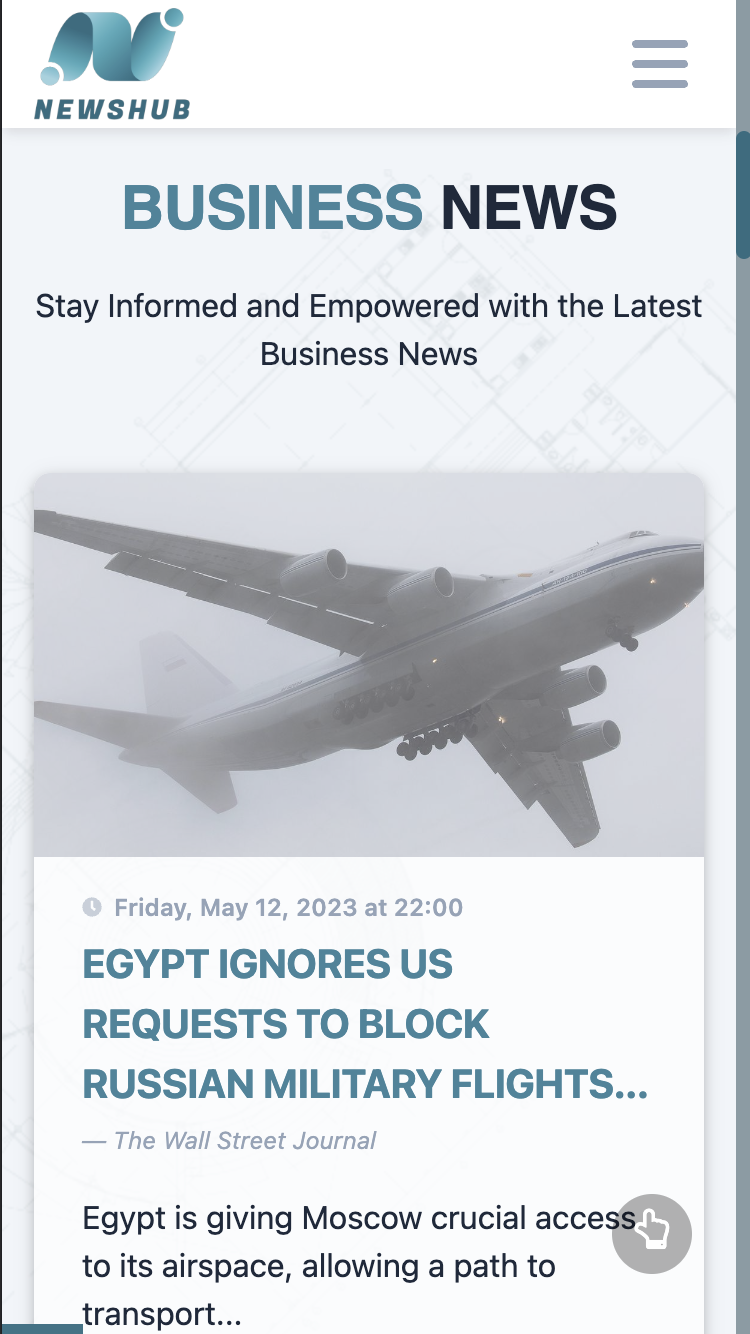 NEWSHUB
BUSINESS NEWS
Stay Informed and Empowered with the Latest
Business News
Friday, May 12, 2023 at 22:00
EGYPT IGNORES US
REQUESTS TO BLOCK
RUSSIAN MILITARY FLIGHTS...
— The Wall Street Journal
Egypt is giving Moscow crucial access
to its airspace, allowing a path to
transport...